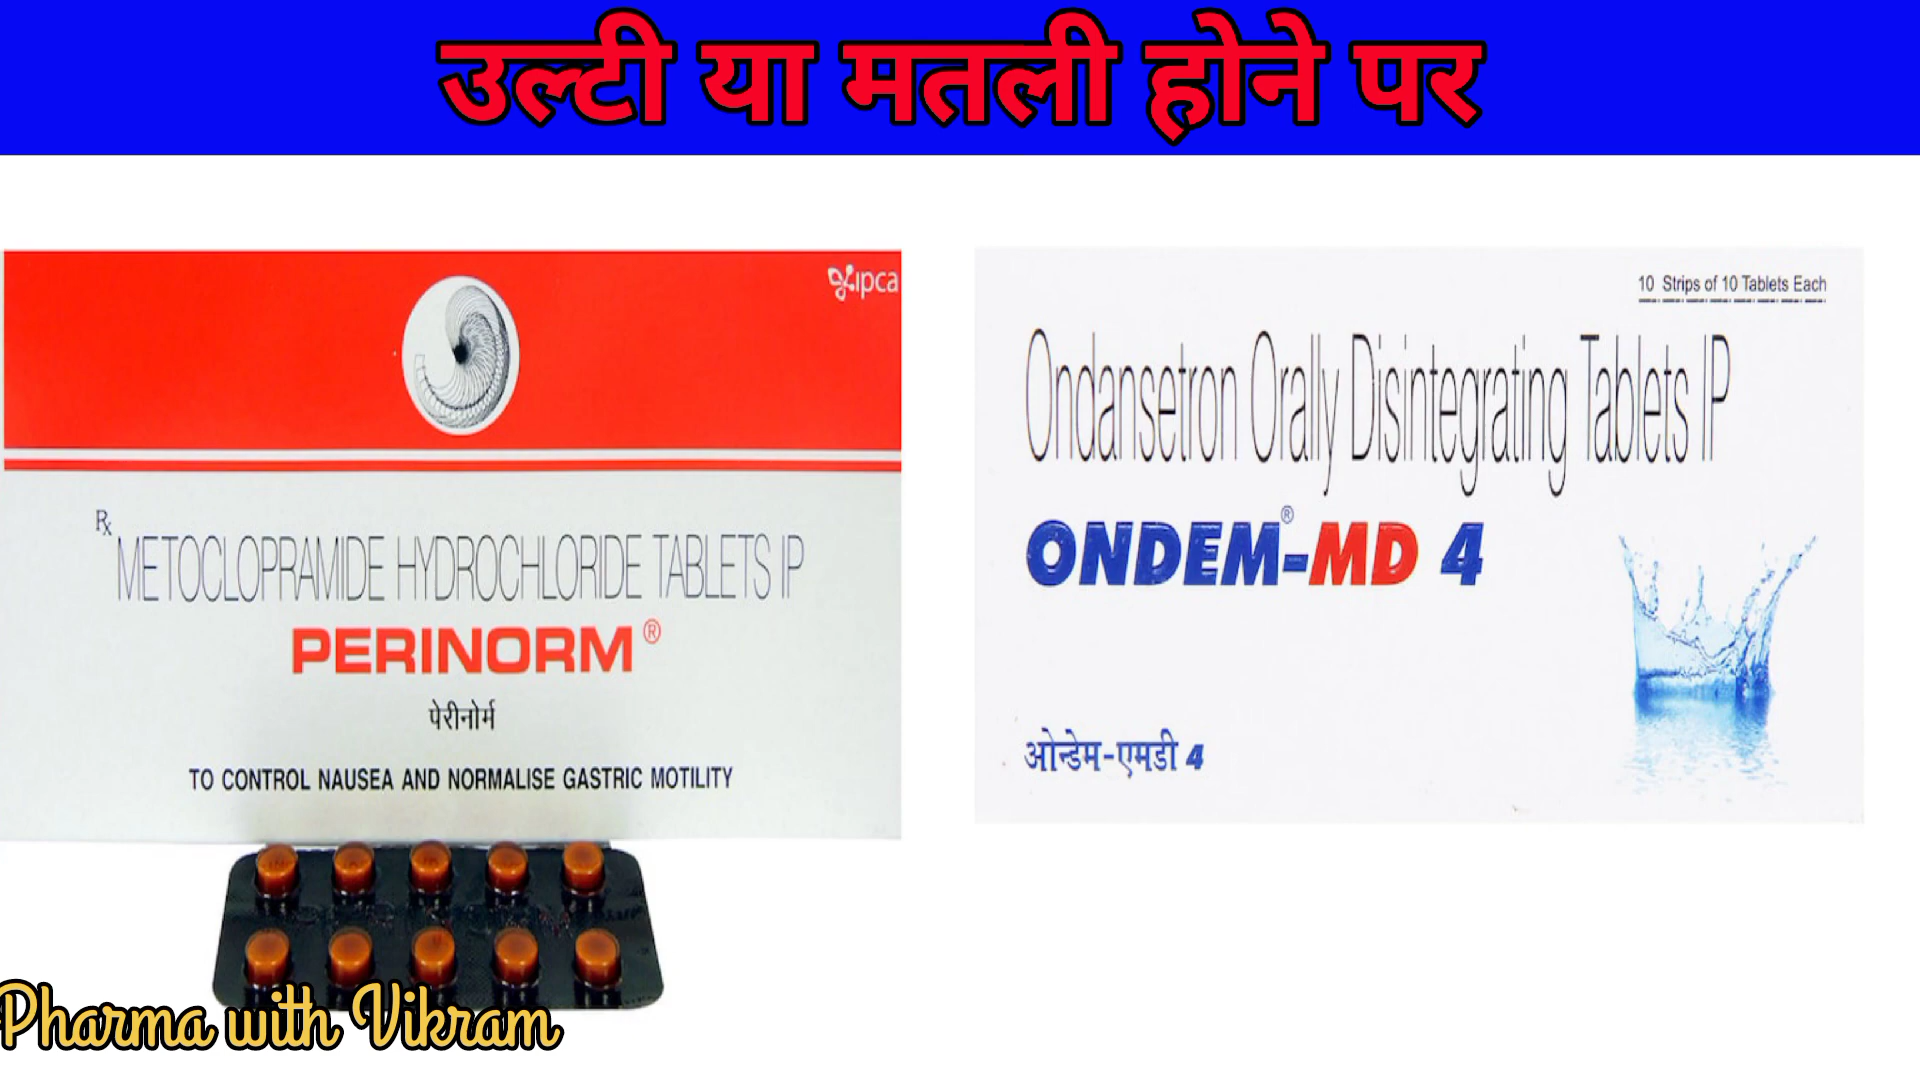 उल्टी या मतली होने पर
ipca
Rx METOCLOPRAMIDE HYDROCHLORIDE TABLETS IP
PERINORM®
पेरीनोर्म
TO CONTROL NAUSEA AND NORMALISE GASTRIC MOTILITY
10 Strips of 10 Tablets Each
Ondansetron Orally Disintegrating Tablets IP
ONDEM®-MD 4
ओन्डेम-एमडी 4
Pharma with Vikram